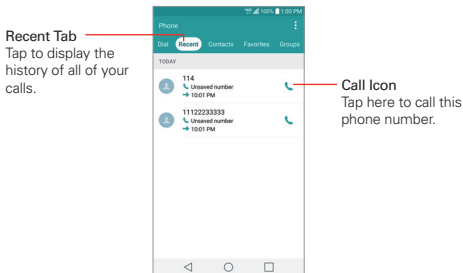 100% 1:00 PM
Phone
Dial Recent Contacts Favorites Groups
TODAY
114
Unsaved number
10:01 PM
11122233333
Unsaved number
10:01 PM
Recent Tab
Tap to display the
history of all of your
calls.
Call Icon
Tap here to call this
phone number.